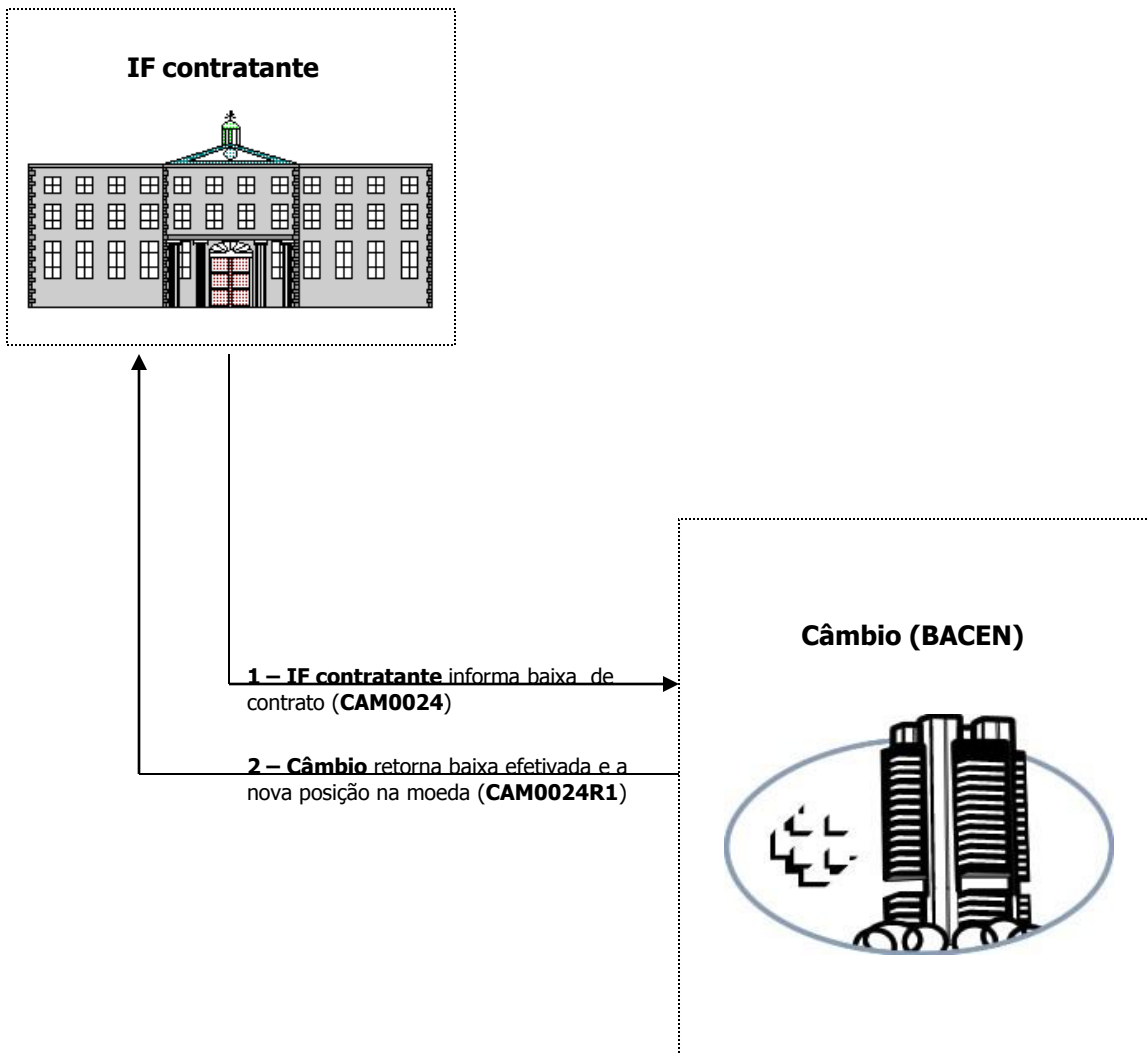 IF contratante
Câmbio (BACEN)
1 – IF contratante informa baixa de
contrato (CAM0024)
2 – Câmbio retorna baixa efetivada e a
nova posição na moeda (CAM0024R1)